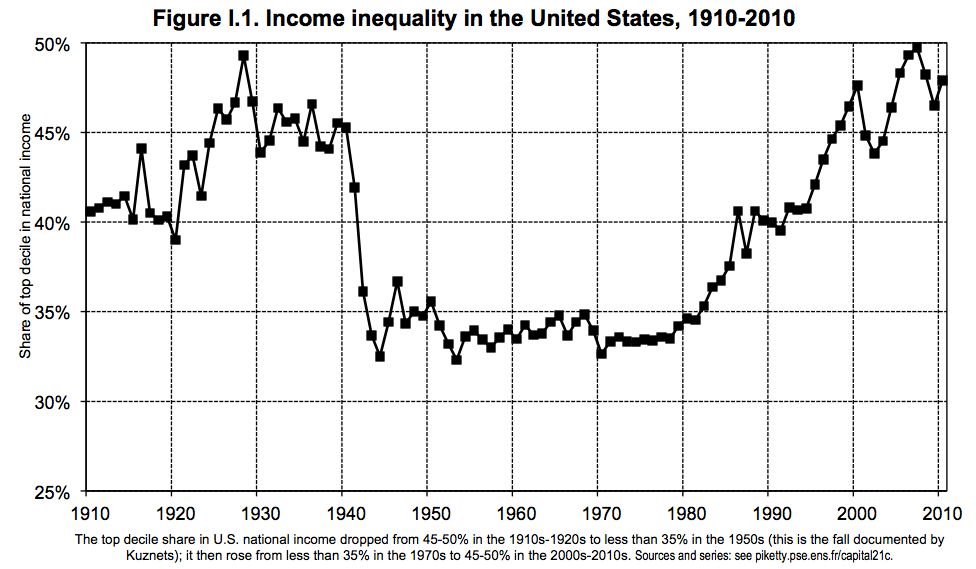 Figure I.1. Income inequality in the United States, 1910-2010
Share of top decile in national income
50%
45%
40%
35%
30%
25%
1910 1920 1930 1940 1950 1960 1970 1980 1990 2000 2010
The top decile share in U.S. national income dropped from 45-50% in the 1910s-1920s to less than 35% in the 1950s (this is the fall documented by
Kuznets); it then rose from less than 35% in the 1970s to 45-50% in the 2000s-2010s. Sources and series: see piketty.pse.ens.fr/capital21c.